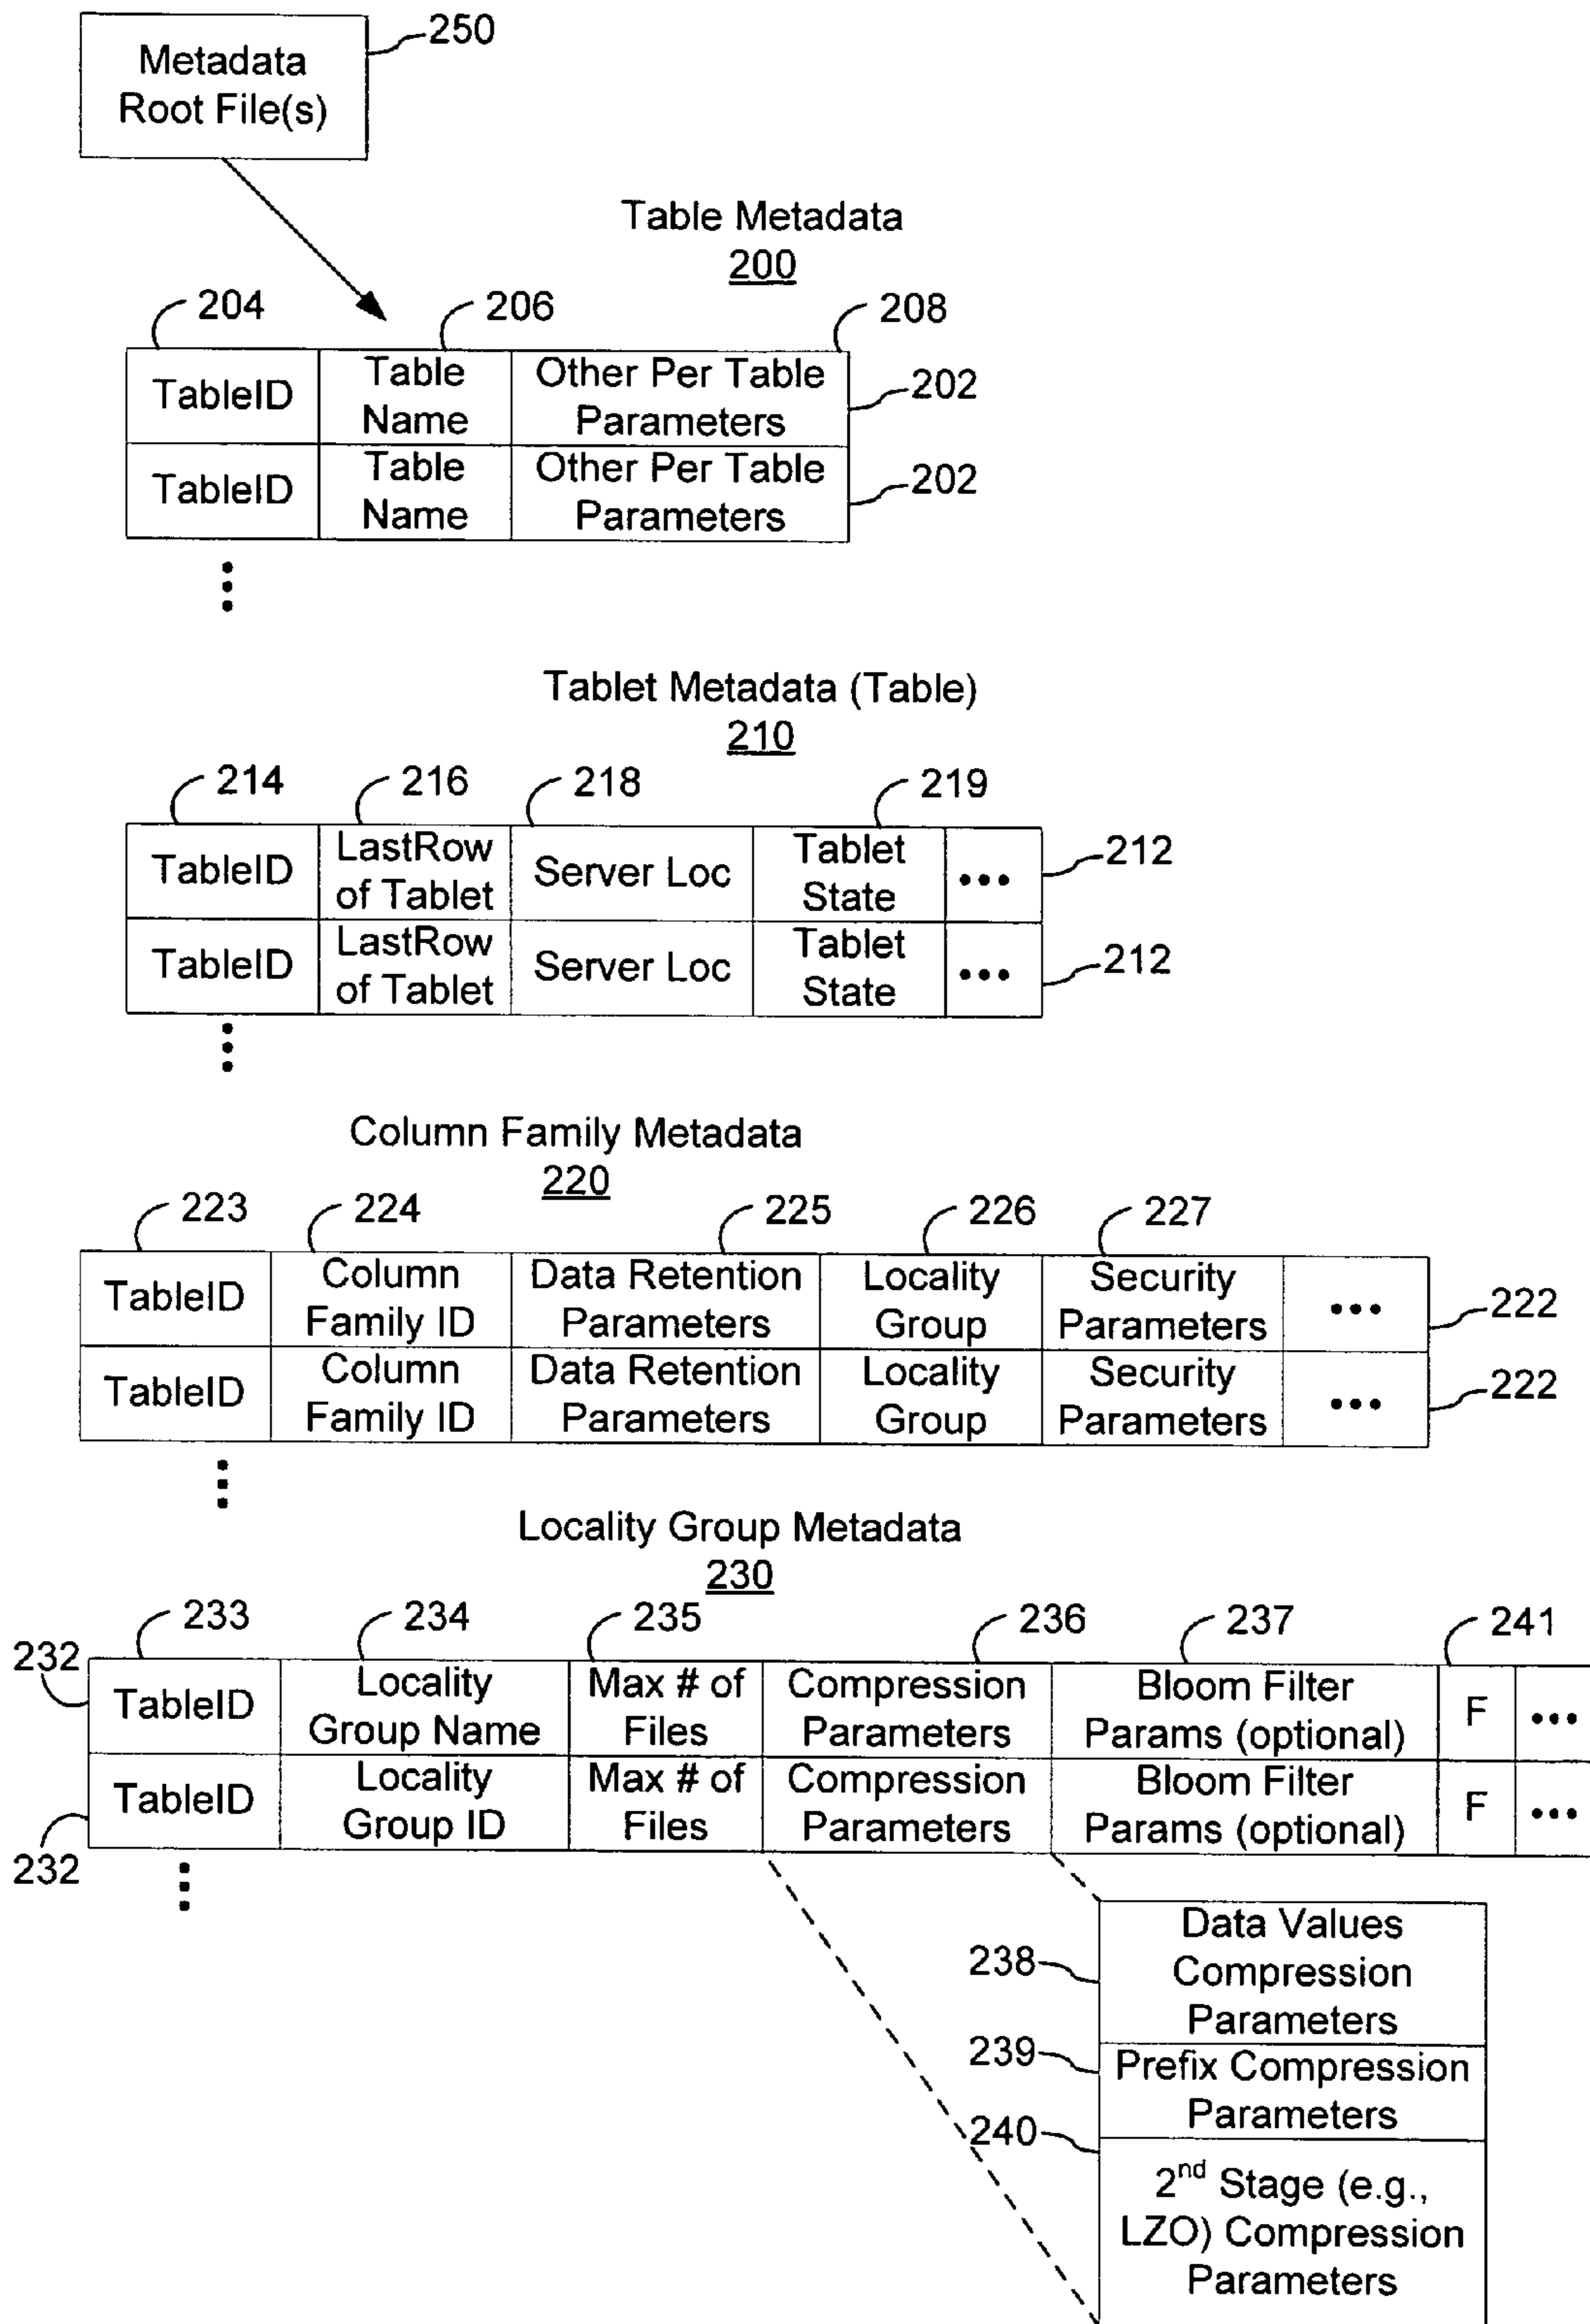 250
Metadata
Root File(s)
Table Metadata
200
204
206
208
TableID
Table
Name
Other Per Table
Parameters
202
TableID
Table
Name
Other Per Table
Parameters
202
Tablet Metadata (Table)
210
214
216
218
219
TableID
LastRow
of Tablet
Server Loc
Tablet
State
•••
212
TableID
LastRow
of Tablet
Server Loc
Tablet
State
•••
212
Column Family Metadata
220
223
224
225
226
227
TableID
Column
Family ID
Data Retention
Parameters
Locality
Group
Security
Parameters
•••
222
TableID
Column
Family ID
Data Retention
Parameters
Locality
Group
Security
Parameters
•••
222
Locality Group Metadata
230
233
234
235
236
237
241
232
TableID
Locality
Group Name
Max # of
Files
Compression
Parameters
Bloom Filter
Params (optional)
F
•••
TableID
Locality
Group ID
Max # of
Files
Compression
Parameters
Bloom Filter
Params (optional)
F
•••
232
238
Data Values
Compression
Parameters
239
Prefix Compression
Parameters
240
2nd Stage (e.g.,
LZO) Compression
Parameters